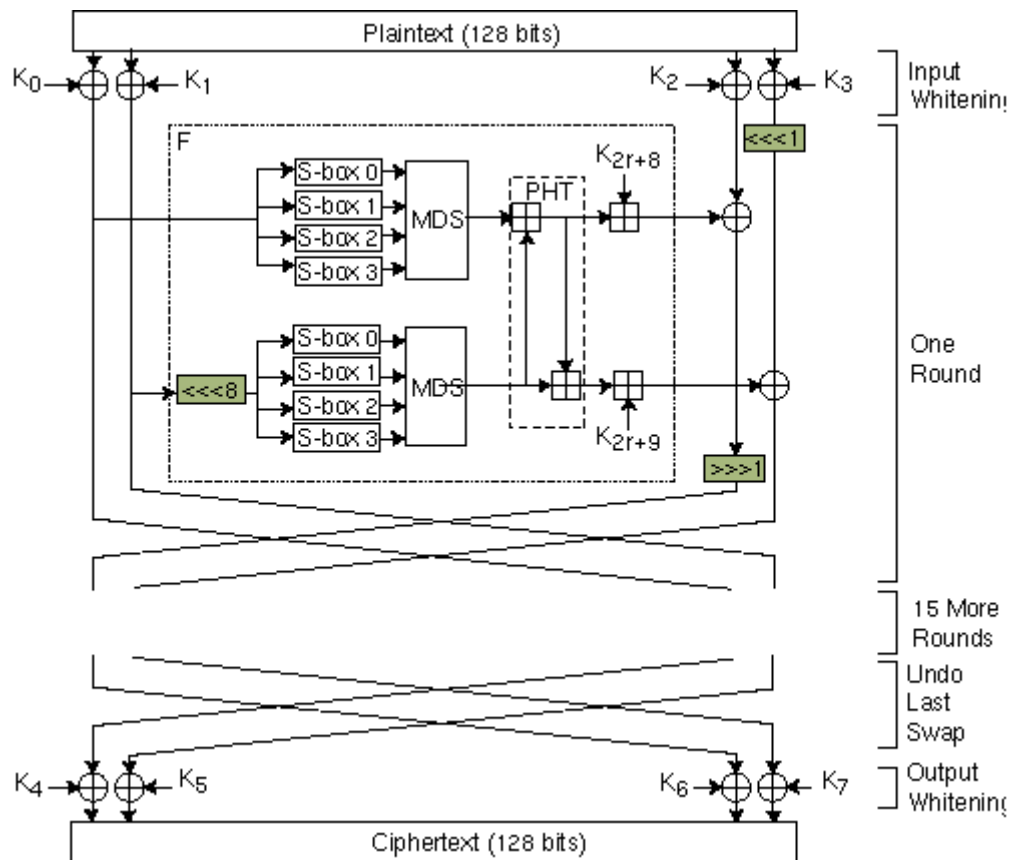 Plaintext (128 bits)
K0
K1
K2
K3
Input
Whitening
<<<1
F
S-box 0
S-box 1
S-box 2
S-box 3
MDS
PHT
K2r+8
One
Round
<<<8
S-box 0
S-box 1
S-box 2
S-box 3
MDS
K2r+9
>>>1
15 More
Rounds
Undo
Last
Swap
K4
K5
K6
K7
Output
Whitening
Ciphertext (128 bits)